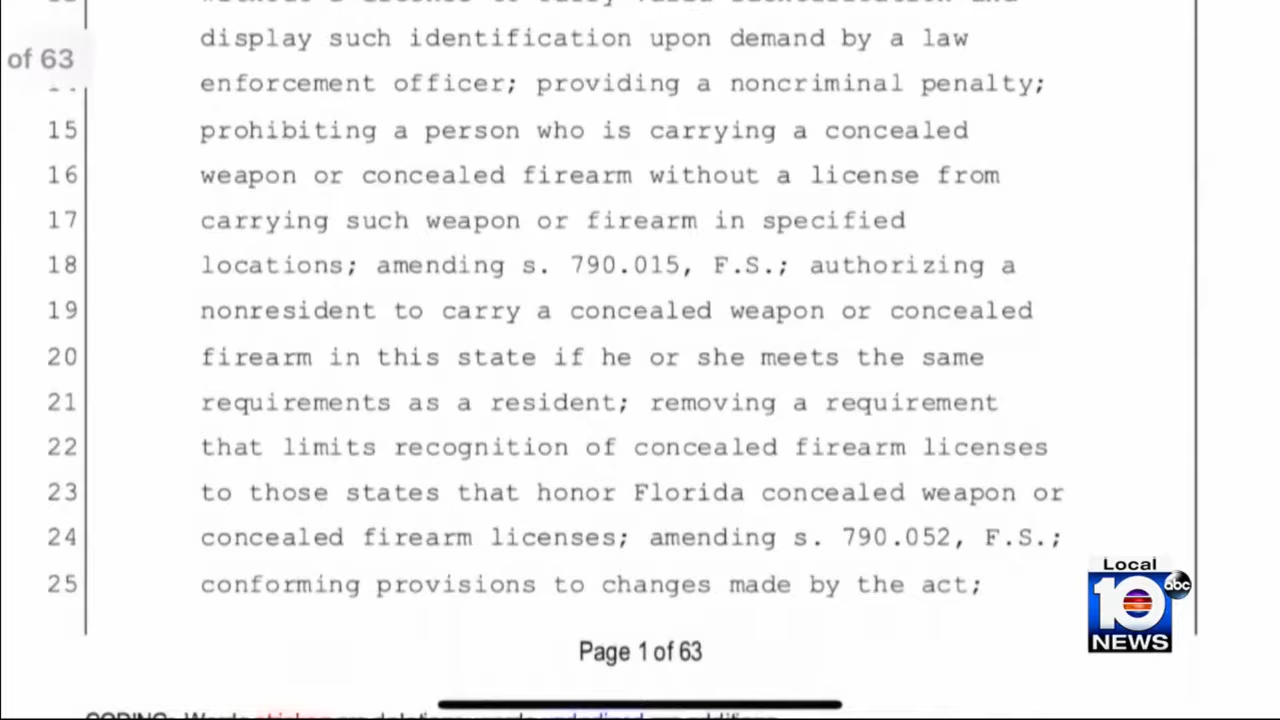 display such identification upon demand by a law
of 63
enforcement officer; providing a noncriminal penalty;
15 prohibiting a person who is carrying a concealed
16 weapon or concealed firearm without a license from
17 carrying such weapon or firearm in specified
18 locations; amending s. 790.015, F.S.; authorizing a
19 nonresident to carry a concealed weapon or concealed
20 firearm in this state if he or she meets the same
21 requirements as a resident; removing a requirement
22 that limits recognition of concealed firearm licenses
23 to those states that honor Florida concealed weapon or
24 concealed firearm licenses; amending s. 790.052, F.S.;
25 conforming provisions to changes made by the act;
Local
10
abc
NEWS
Page 1 of 63